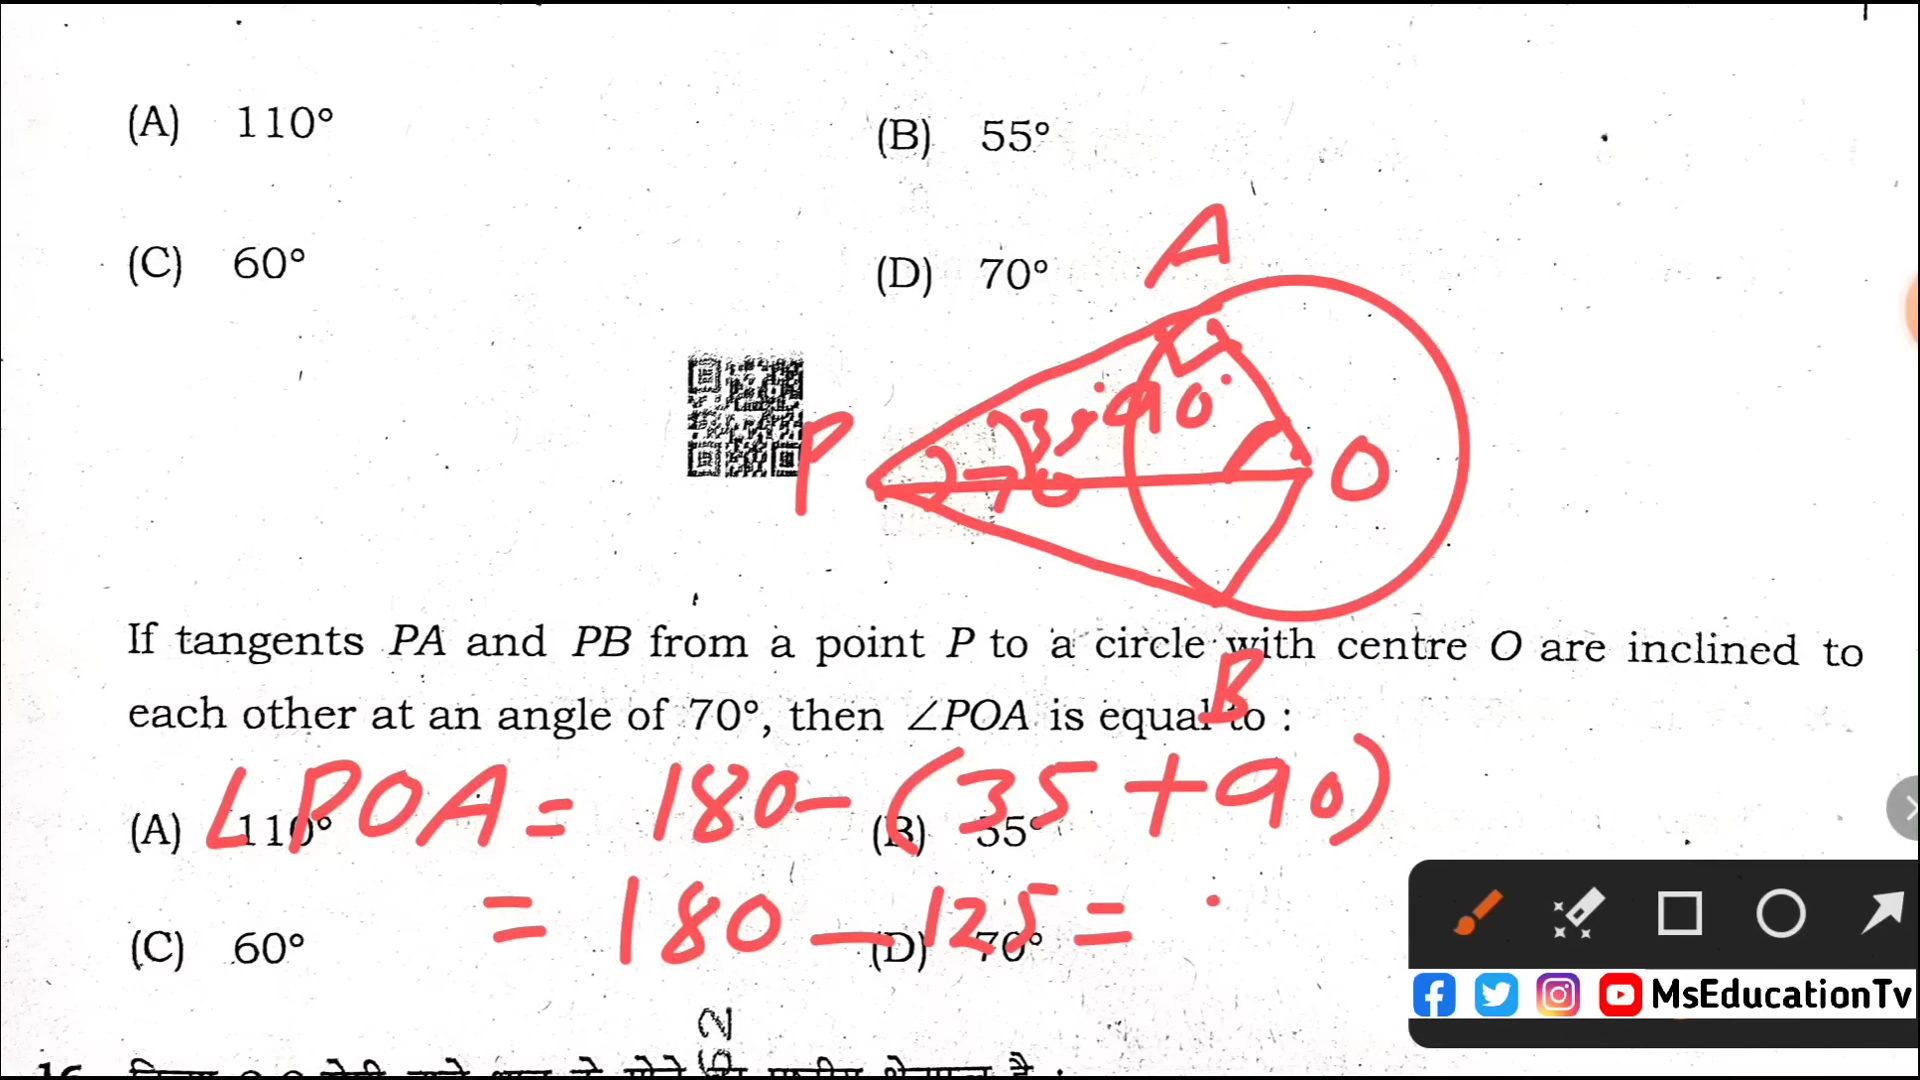 (A) 110°
(B) 55°
(C) 60°
(D) 70°
A
P
35°
90°
70
O
B
If tangents PA and PB from a point P to a circle with centre O are inclined to
each other at an angle of 70°, then ∠POA is equal to :
∠POA = 180 - (35 + 90)
(A) 110°
(B) 55°
= 180 - 125 =
(C) 60°
(D) 70°
MsEducationTv